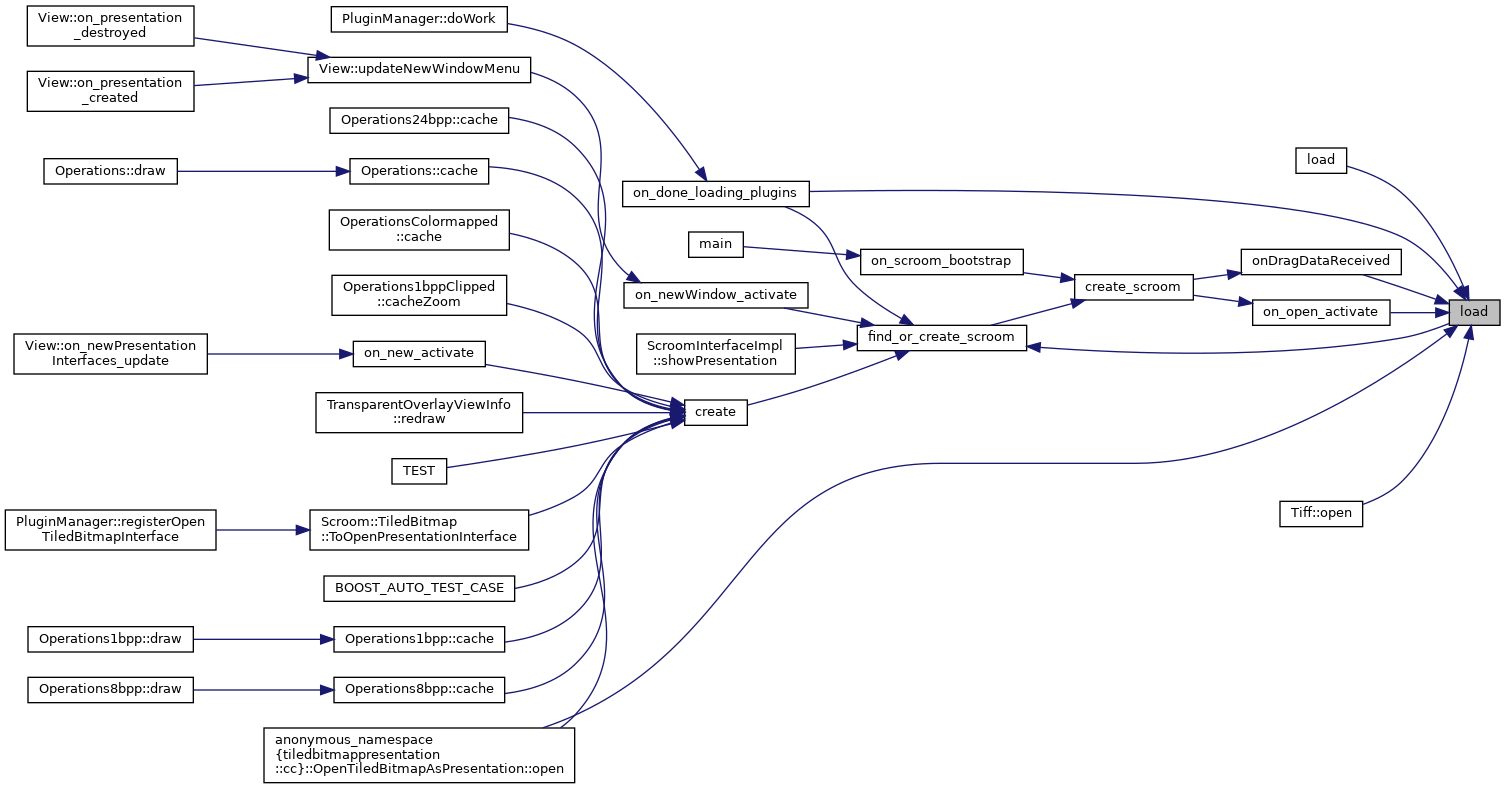 View::on_presentation
_destroyed
View::on_presentation
_created
Operations::draw
View::on_newPresentation
Interfaces_update
PluginManager::registerOpen
TiledBitmapInterface
Operations1bpp::draw
Operations8bpp::draw
PluginManager::doWork
View::updateNewWindowMenu
Operations24bpp::cache
Operations::cache
OperationsColormapped
::cache
Operations1bppClipped
::cacheZoom
on_new_activate
TransparentOverlayViewInfo
::redraw
TEST
Scroom::TiledBitmap
::ToOpenPresentationInterface
BOOST_AUTO_TEST_CASE
Operations1bpp::cache
Operations8bpp::cache
anonymous_namespace
{tiledbitmappresentation
::cc}::OpenTiledBitmapAsPresentation::open
on_done_loading_plugins
main
on_newWindow_activate
ScroomInterfaceImpl
::showPresentation
create
on_scroom_bootstrap
find_or_create_scroom
create_scroom
load
onDragDataReceived
on_open_activate
Tiff::open
load